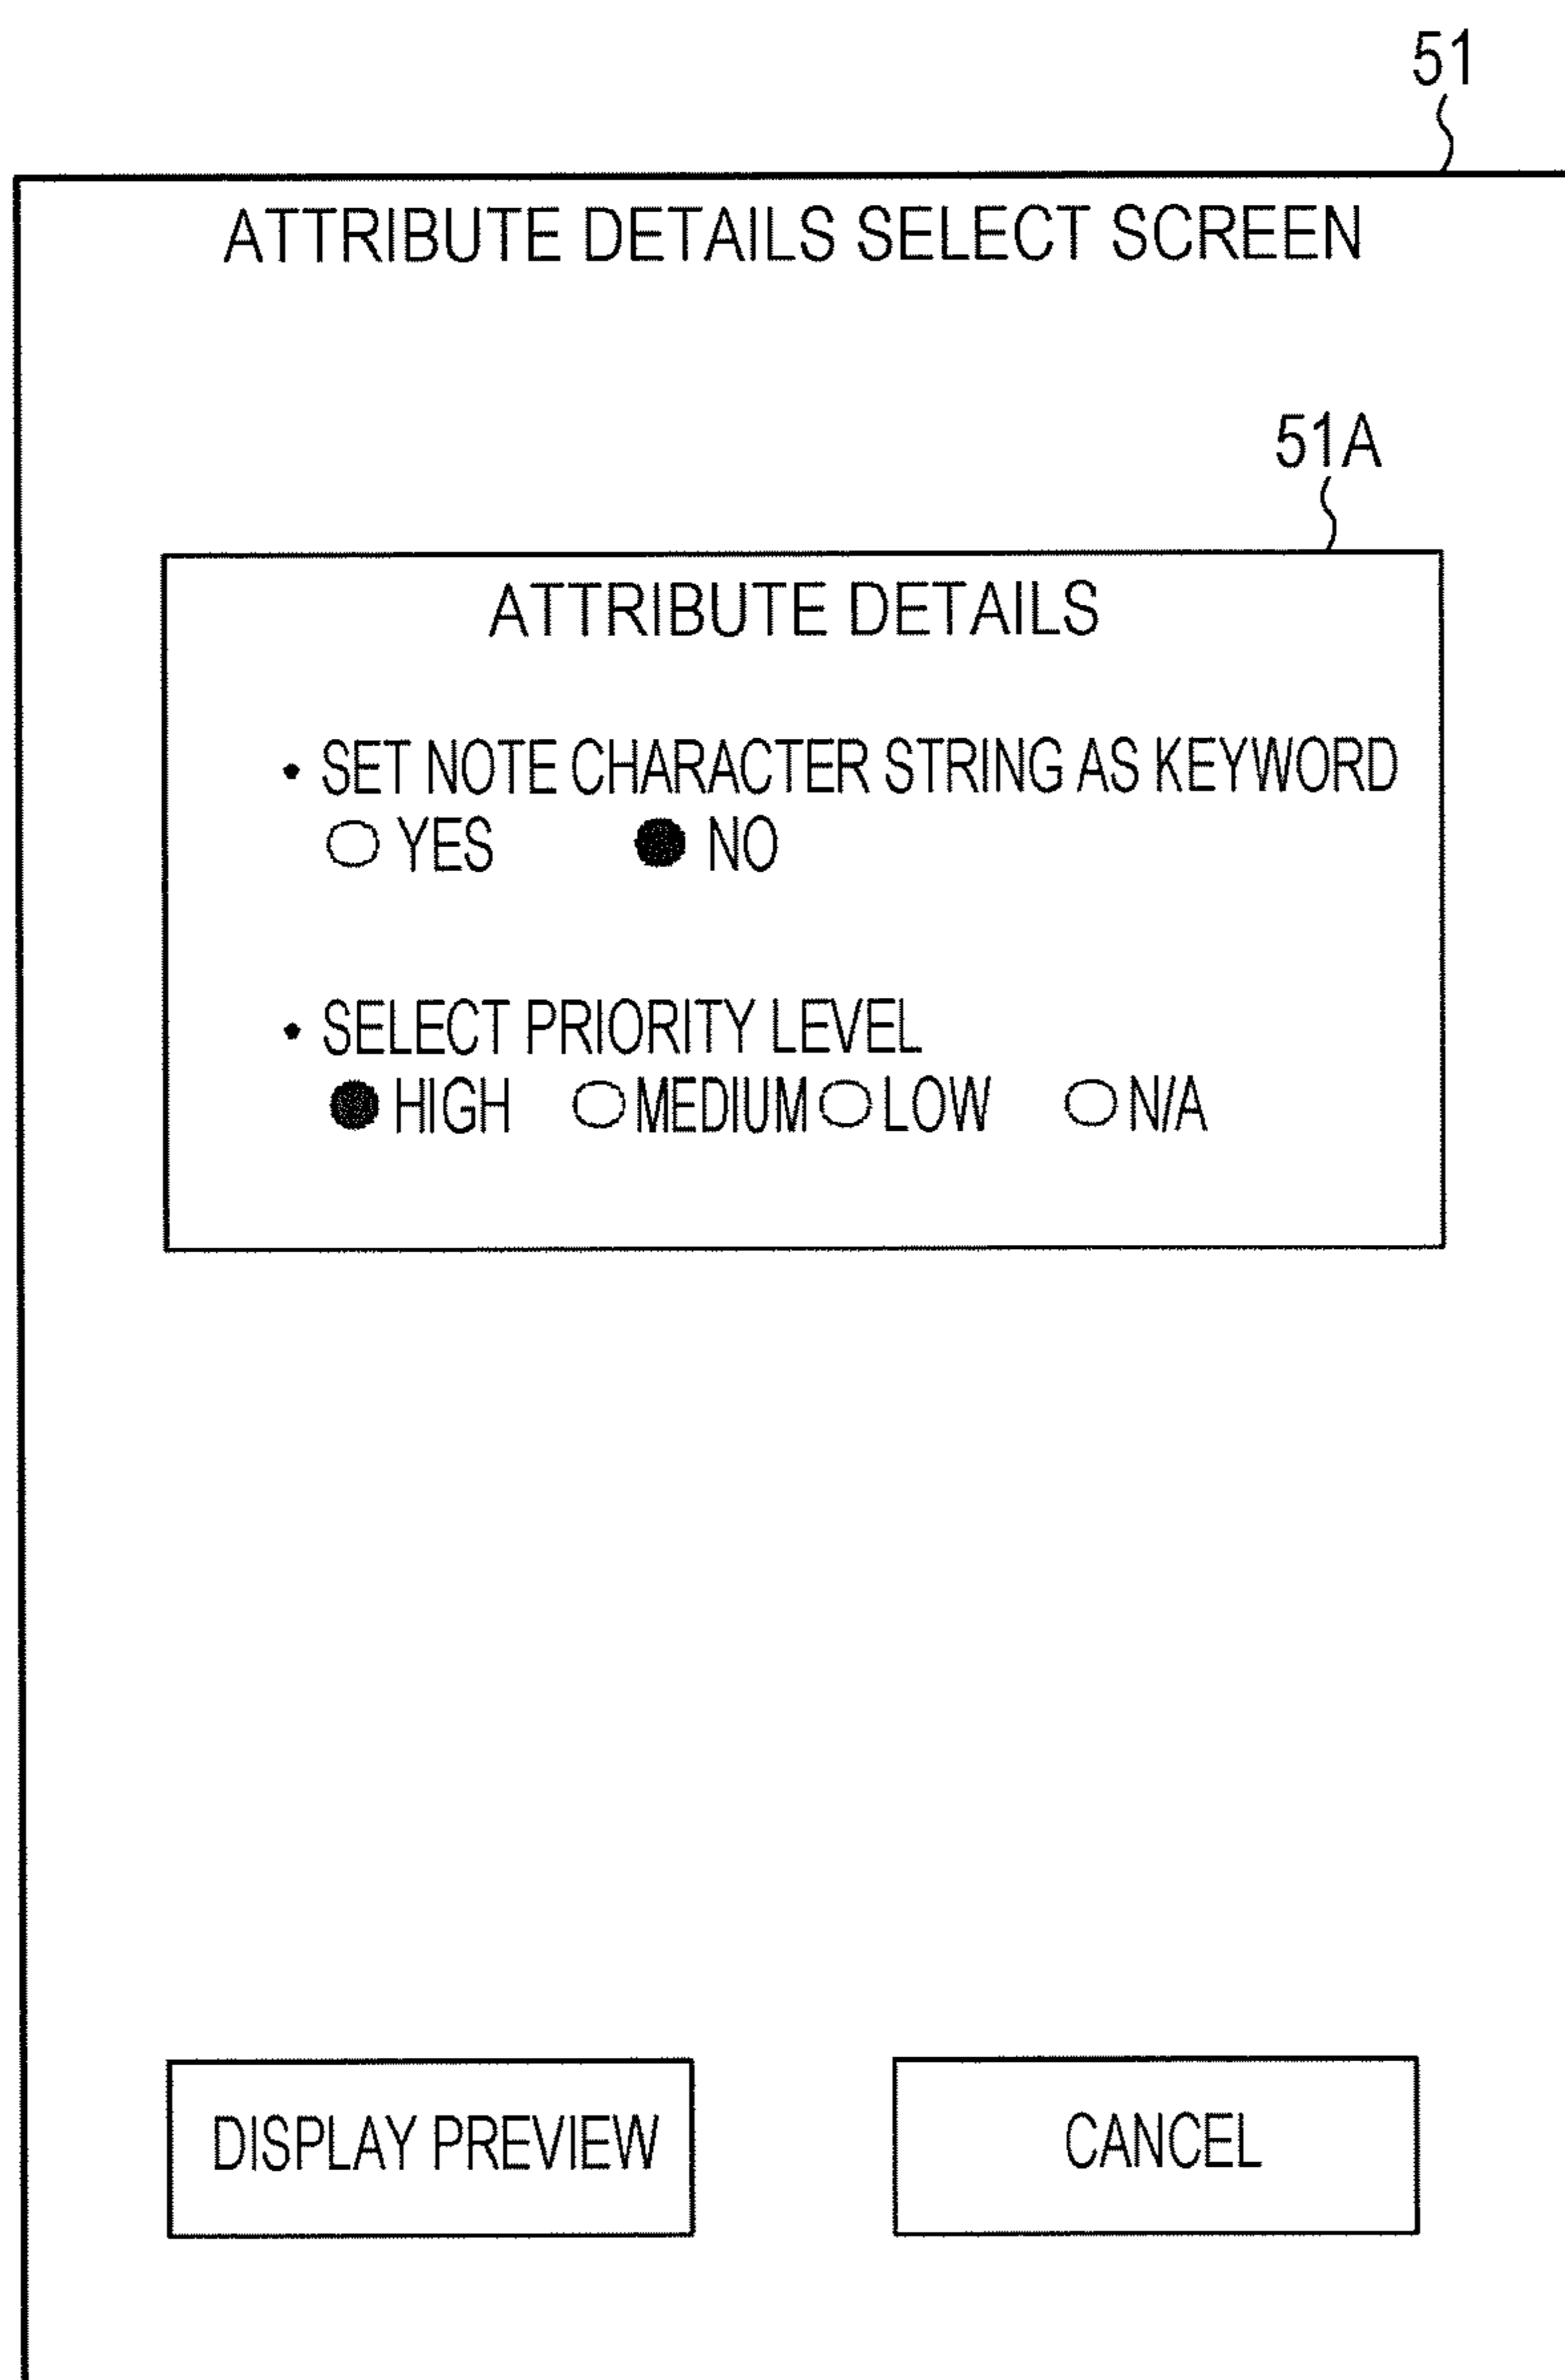 51
ATTRIBUTE DETAILS SELECT SCREEN
51A
ATTRIBUTE DETAILS
• SET NOTE CHARACTER STRING AS KEYWORD
YES NO
• SELECT PRIORITY LEVEL
HIGH MEDIUM LOW N/A
DISPLAY PREVIEW CANCEL